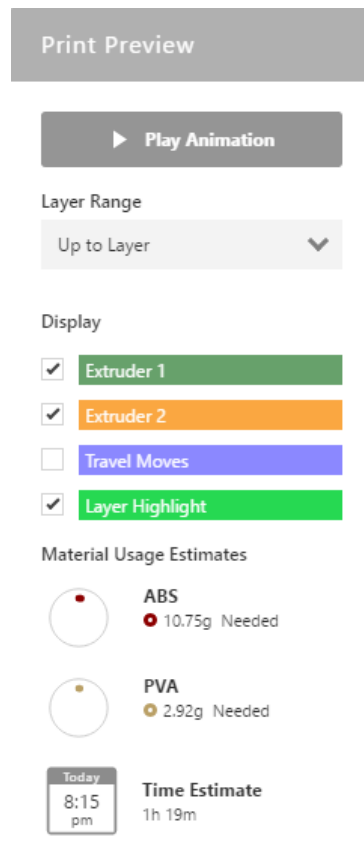 Print Preview
Play Animation
Layer Range
Up to Layer
Display
Extruder 1
Extruder 2
Travel Moves
Layer Highlight
Material Usage Estimates
ABS
10.75g Needed
PVA
2.92g Needed
Today
8:15
pm
Time Estimate
1h 19m